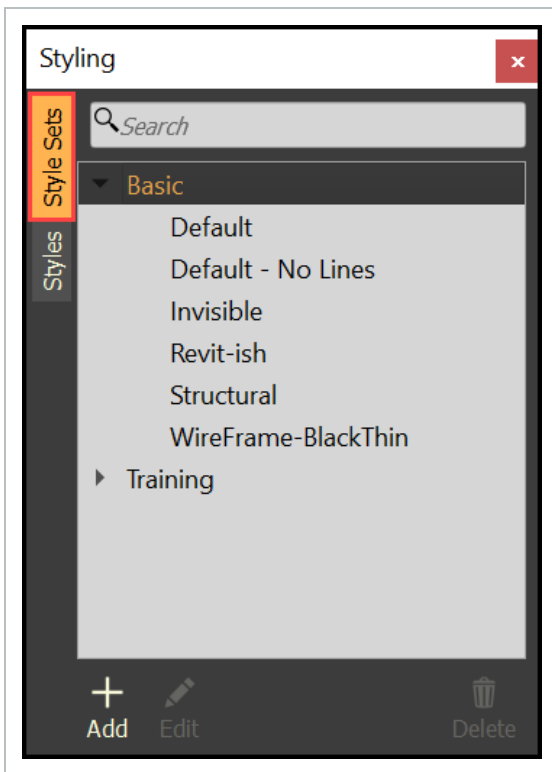 Styling
Style Sets
Styles
Search
Basic
Default
Default - No Lines
Invisible
Revit-ish
Structural
WireFrame-BlackThin
Training
Add
Edit
Delete